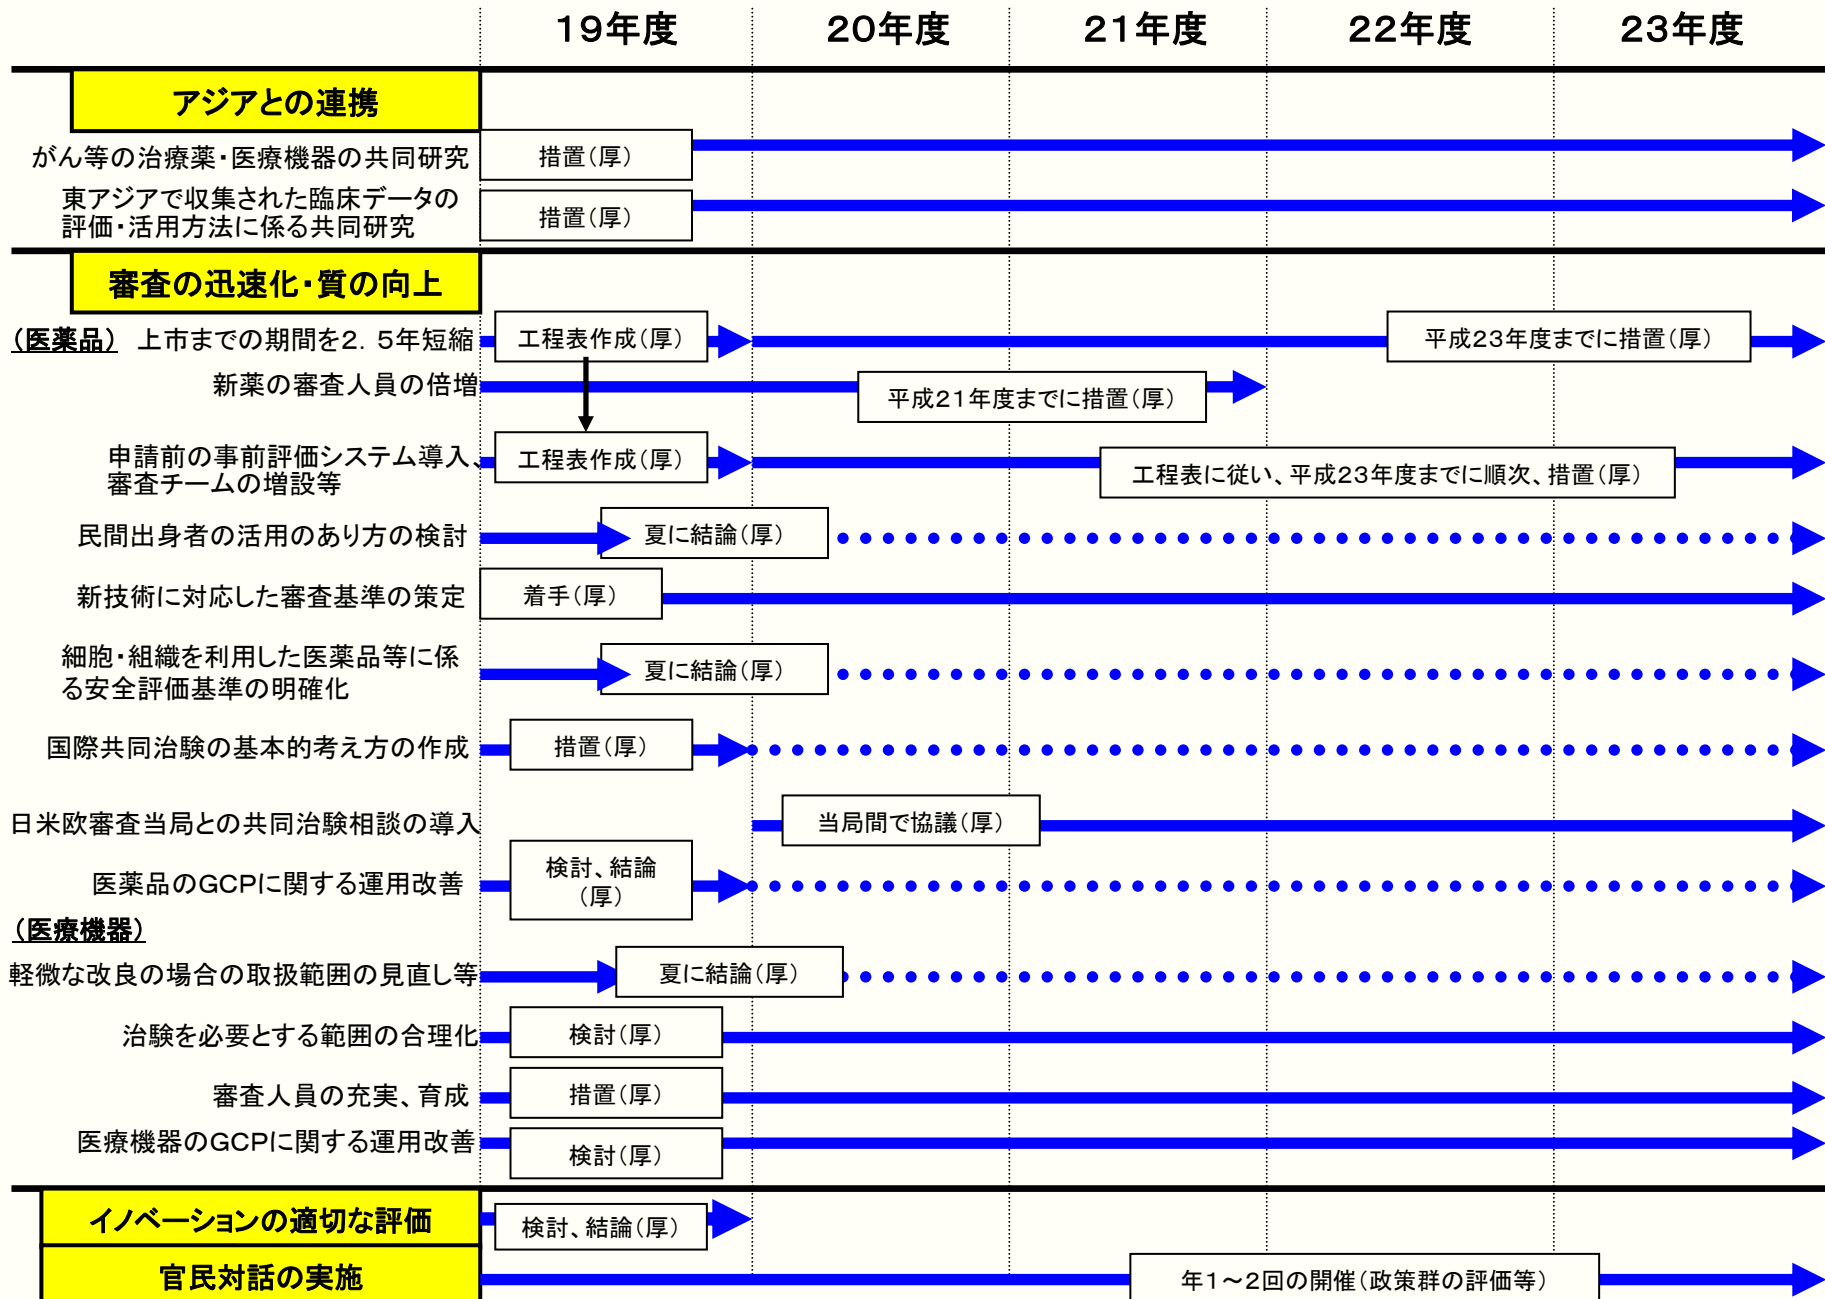 19年度 20年度 21年度 22年度 23年度
アジアとの連携
がん等の治療薬・医療機器の共同研究 措置(厚)
東アジアで収集された臨床データの
評価・活用方法に係る共同研究 措置(厚)
審査の迅速化・質の向上
(医薬品) 上市までの期間を2.5年短縮 工程表作成(厚) 平成23年度までに措置(厚)
新薬の審査人員の倍増 平成21年度までに措置(厚)
申請前の事前評価システム導入、
審査チームの増設等 工程表作成(厚) 工程表に従い、平成23年度までに順次、措置(厚)
民間出身者の活用のあり方の検討 夏に結論(厚)
新技術に対応した審査基準の策定 着手(厚)
細胞・組織を利用した医薬品等に係
る安全評価基準の明確化 夏に結論(厚)
国際共同治験の基本的考え方の作成 措置(厚)
日米欧審査当局との共同治験相談の導入 当局間で協議(厚)
医薬品のGCPに関する運用改善 検討、結論
(厚)
(医療機器)
軽微な改良の場合の取扱範囲の見直し等 夏に結論(厚)
治験を必要とする範囲の合理化 検討(厚)
審査人員の充実、育成 措置(厚)
医療機器のGCPに関する運用改善 検討(厚)
イノベーションの適切な評価 検討、結論(厚)
官民対話の実施 年1~2回の開催(政策群の評価等)